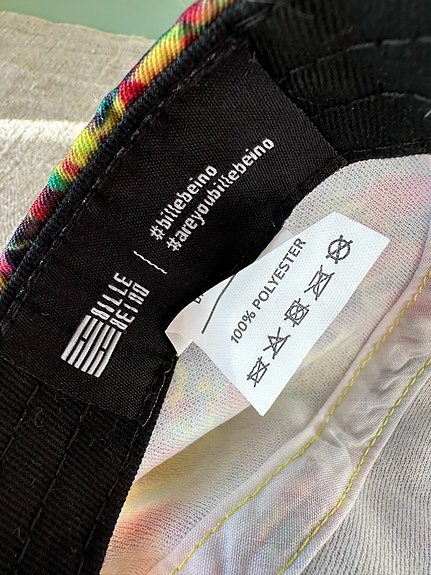 BILLE
BEINO
#billebeino
#areyoubillebeino
100% POLYESTER